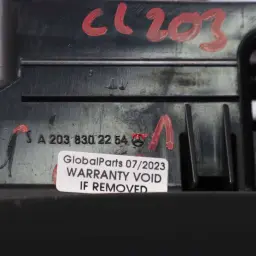 CL203
A 203 830 22 54
GlobalParts 07/2023
WARRANTY VOID
IF REMOVED